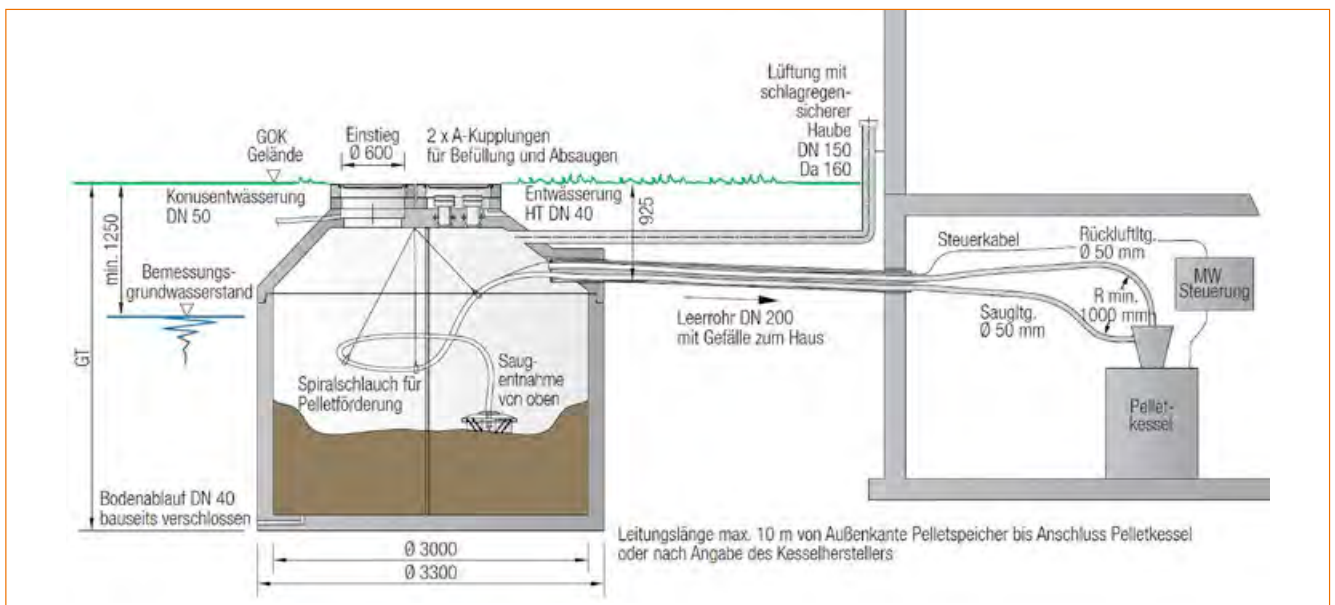 Lüftung mit
schlagregen-
sicherer
Haube
DN 150
Da 160
GOK
Gelände
Einstieg
Ø 600
2 x A-Kupplungen
für Befüllung und Absaugen
Konusentwässerung
DN 50
Entwässerung
HT DN 40
925
min. 1250
Bemessungs-
grundwasserstand
GT
Steuerkabel
Rückluftltg.
Ø 50 mm
MW
Steuerung
R min.
1000 mm
Saugltg.
Ø 50 mm
Leerrohr DN 200
mit Gefälle zum Haus
Spiralschlauch für
Pelletförderung
Saug-
entnahme
von oben
Pellet-
kessel
Bodenablauf DN 40
bauseits verschlossen
Leitungslänge max. 10 m von Außenkante Pelletspeicher bis Anschluss Pelletkessel
oder nach Angabe des Kesselherstellers
Ø 3000
Ø 3300